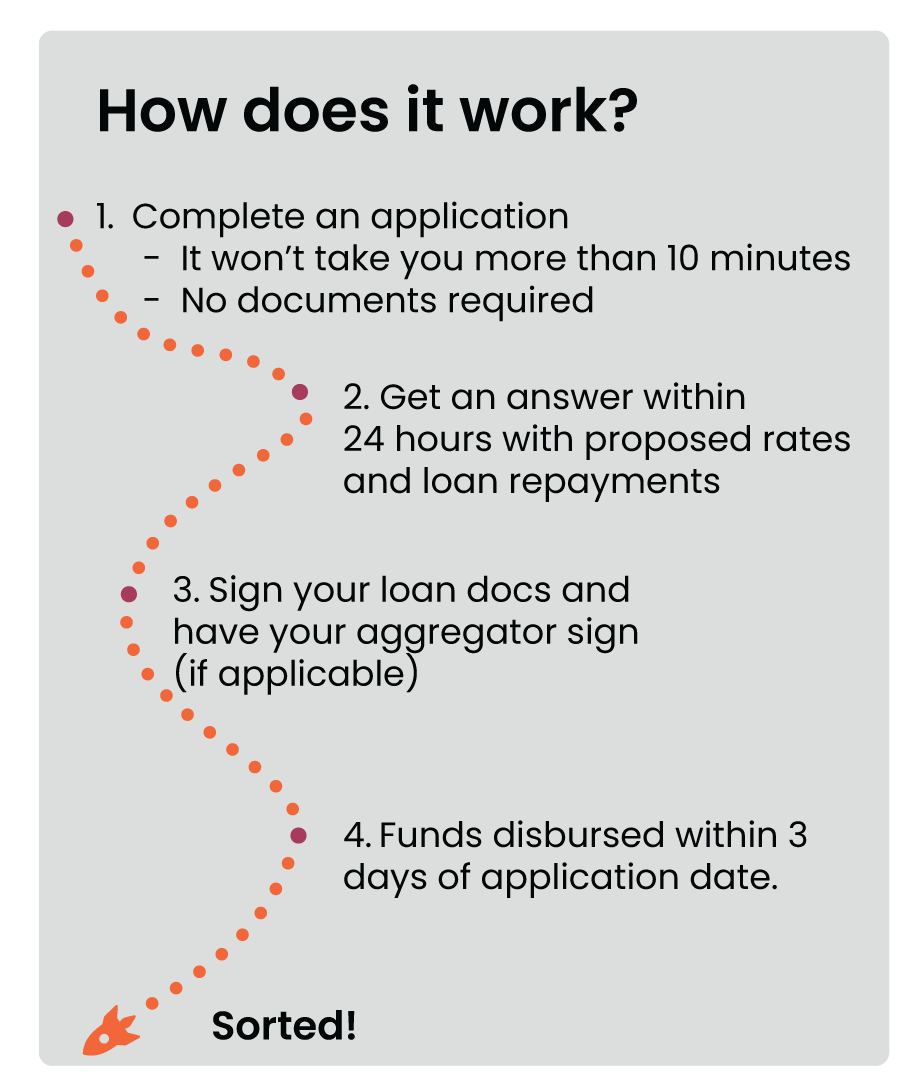 How does it work?
1. Complete an application
- It won’t take you more than 10 minutes
- No documents required
2. Get an answer within
24 hours with proposed rates
and loan repayments
3. Sign your loan docs and
have your aggregator sign
(if applicable)
4. Funds disbursed within 3
days of application date.
Sorted!